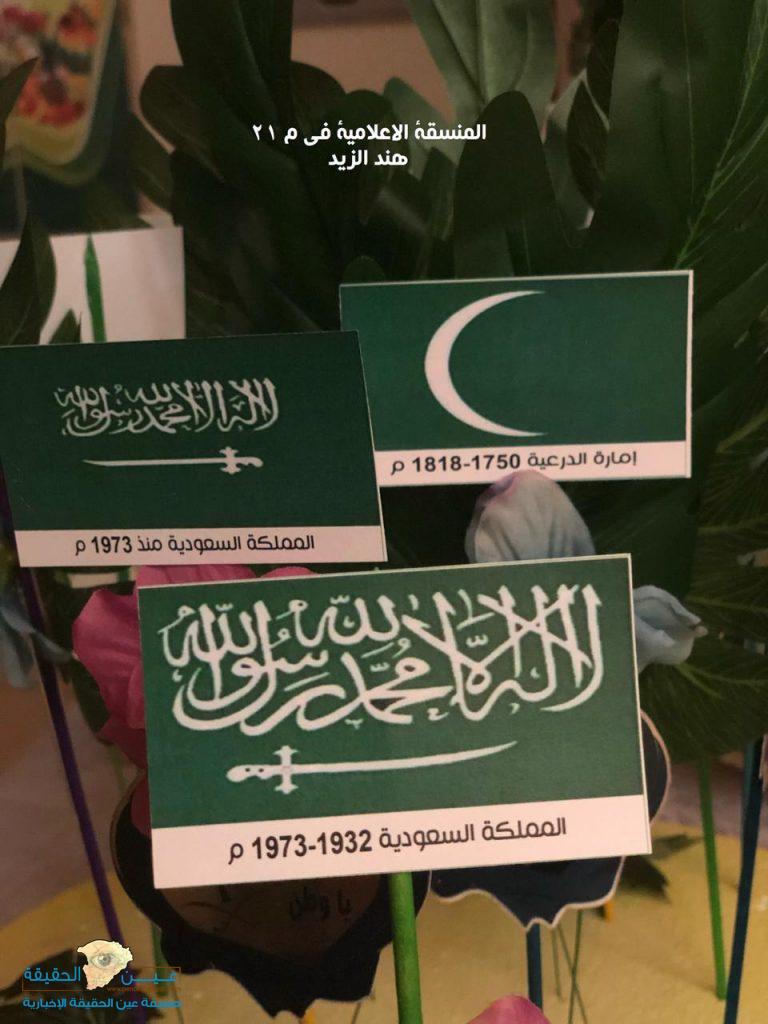 المنسقة الاعلامية في م ٢١
هند الزيد
إمارة الدرعية 1750-1818 م
لا إله إلا الله محمد رسول الله
المملكة السعودية منذ 1973 م
لا إله إلا الله محمد رسول الله
المملكة السعودية 1932-1973 م
يا وطن
عين الحقيقة
صحيفة عين الحقيقة الإخبارية